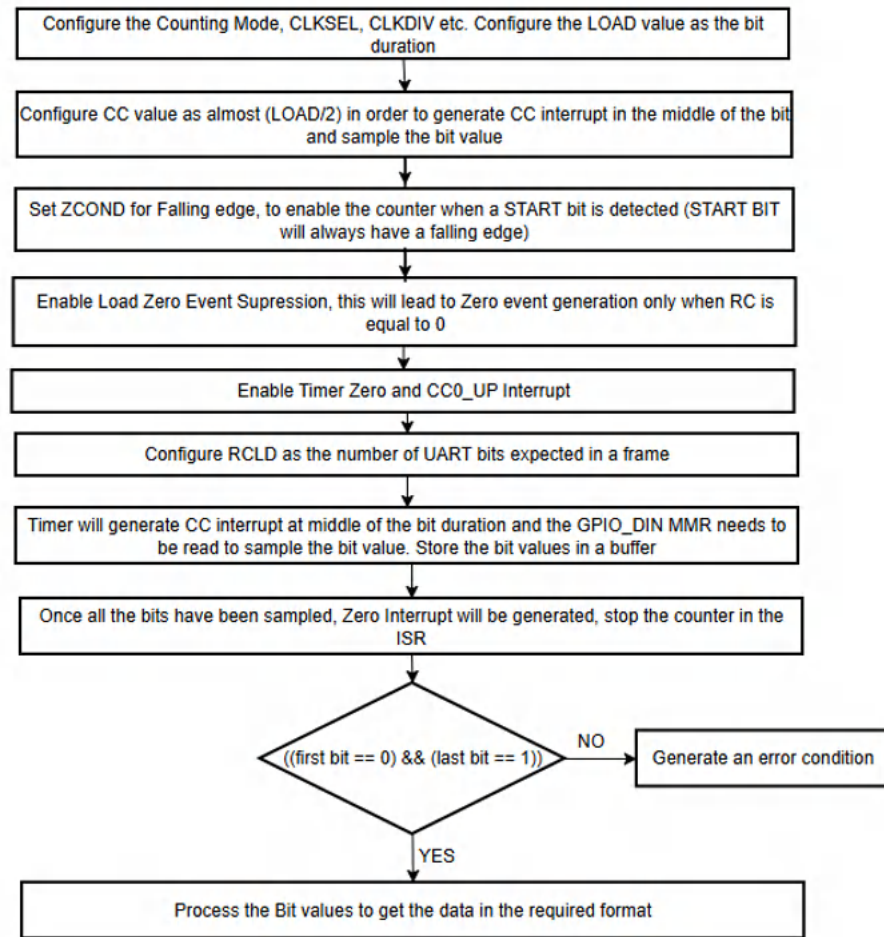 Configure the Counting Mode, CLKSEL, CLKDIV etc. Configure the LOAD value as the bit
duration
Configure CC value as almost (LOAD/2) in order to generate CC interrupt in the middle of the bit
and sample the bit value
Set ZCOND for Falling edge, to enable the counter when a START bit is detected (START BIT
will always have a falling edge)
Enable Load Zero Event Supression, this will lead to Zero event generation only when RC is
equal to 0
Enable Timer Zero and CC0_UP Interrupt
Configure RCLD as the number of UART bits expected in a frame
Timer will generate CC interrupt at middle of the bit duration and the GPIO_DIN MMR needs to
be read to sample the bit value. Store the bit values in a buffer
Once all the bits have been sampled, Zero Interrupt will be generated, stop the counter in the
ISR
((first bit == 0) && (last bit == 1))
NO
Generate an error condition
YES
Process the Bit values to get the data in the required format